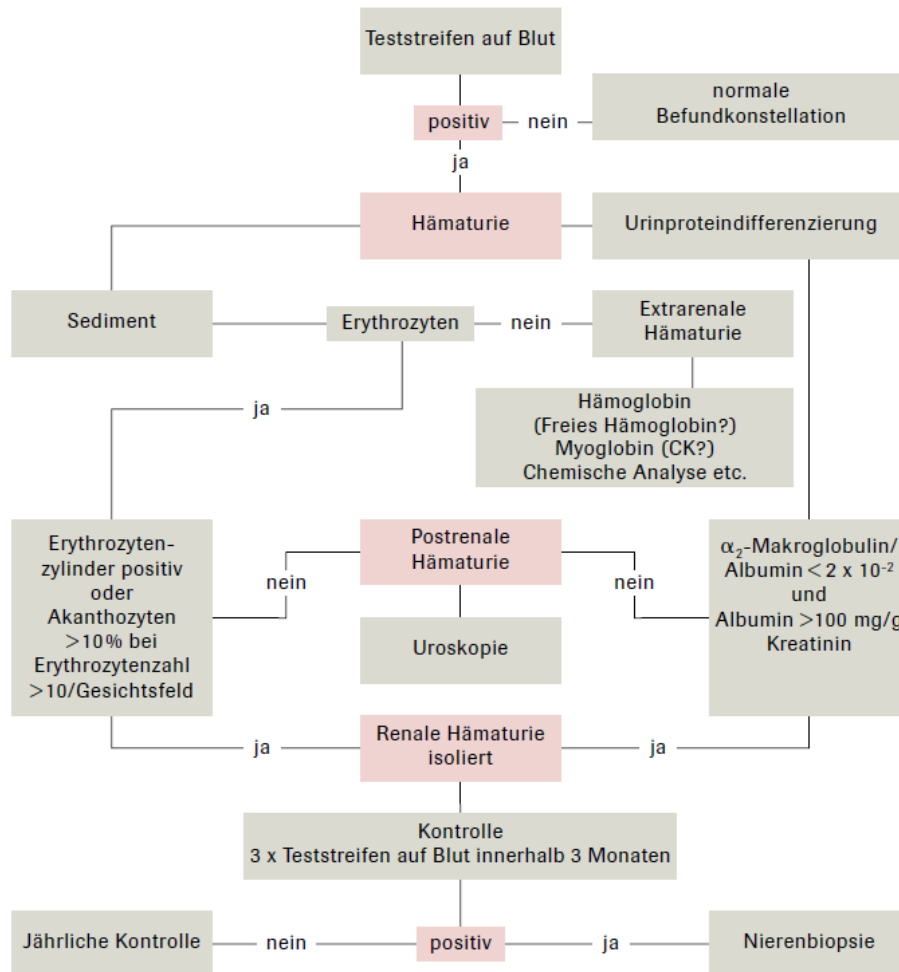 Teststreifen auf Blut
positiv
nein
normale
Befundkonstellation
ja
Hämaturie
Urinproteindifferenzierung
Sediment
Erythrozyten
nein
Extrarenale
Hämaturie
ja
Hämoglobin
(Freies Hämoglobin?)
Myoglobin (CK?)
Chemische Analyse etc.
Erythrozyten-
zylinder positiv
oder
Akanthozyten
>10% bei
Erythrozytenzahl
>10/Gesichtsfeld
nein
Postrenale
Hämaturie
nein
α₂-Makroglobulin/
Albumin < 2 x 10⁻²
und
Albumin >100 mg/g
Kreatinin
Uroskopie
ja
Renale Hämaturie
isoliert
ja
Kontrolle
3 x Teststreifen auf Blut innerhalb 3 Monaten
Jährliche Kontrolle
nein
positiv
ja
Nierenbiopsie